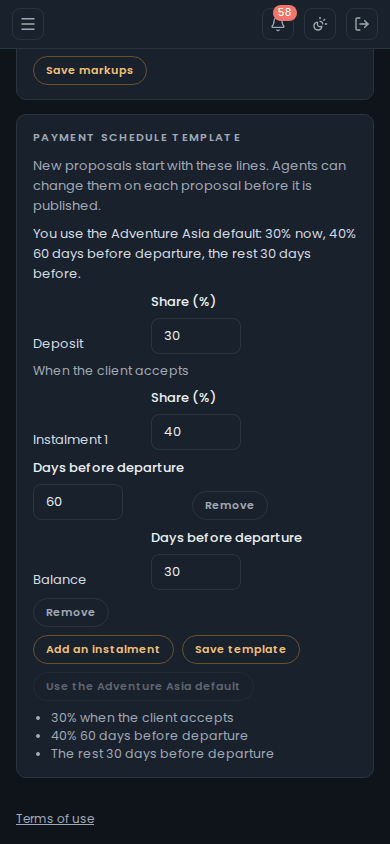 58
Save markups
PAYMENT SCHEDULE TEMPLATE
New proposals start with these lines. Agents can
change them on each proposal before it is
published.
You use the Adventure Asia default: 30% now, 40%
60 days before departure, the rest 30 days
before.
Share (%)
Deposit
30
When the client accepts
Share (%)
Instalment 1
40
Days before departure
60
Remove
Days before departure
Balance
30
Remove
Add an instalment
Save template
Use the Adventure Asia default
• 30% when the client accepts
• 40% 60 days before departure
• The rest 30 days before departure
Terms of use